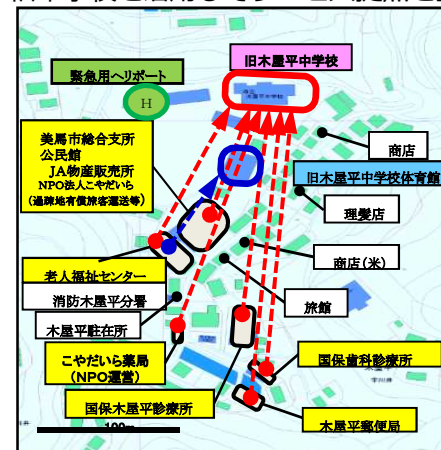 旧木屋平中学校
緊急用ヘリポート
H
木屋平中学校
美馬市総合支所
公民館
JA物産販売所
NPO法人こやだいら
(過疎地有償旅客運送等)
商店
旧木屋平中学校体育館
理髪店
商店(米)
老人福祉センター
消防木屋平分署
旅館
木屋平駐在所
こやだいら薬局
(NPO運営)
国保歯科診療所
国保木屋平診療所
木屋平郵便局
100m